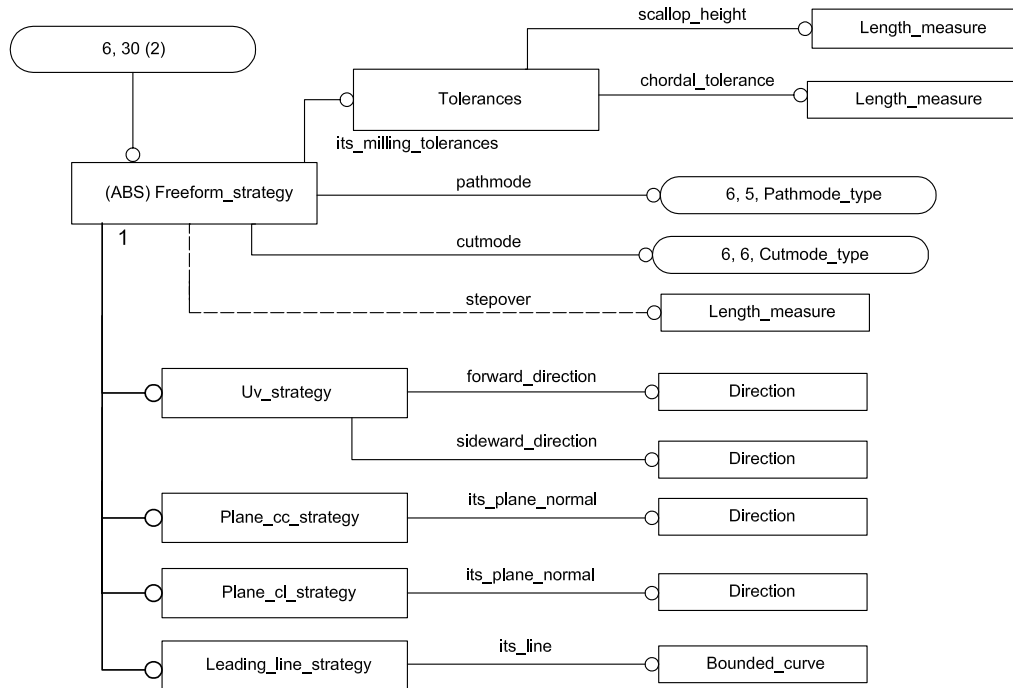 scallop_height
6, 30 (2)
Length_measure
Tolerances
chordal_tolerance
Length_measure
its_milling_tolerances
(ABS) Freeform_strategy
pathmode
6, 5, Pathmode_type
1
cutmode
6, 6, Cutmode_type
stepover
Length_measure
Uv_strategy
forward_direction
Direction
sideward_direction
Direction
Plane_cc_strategy
its_plane_normal
Direction
Plane_cl_strategy
its_plane_normal
Direction
Leading_line_strategy
its_line
Bounded_curve